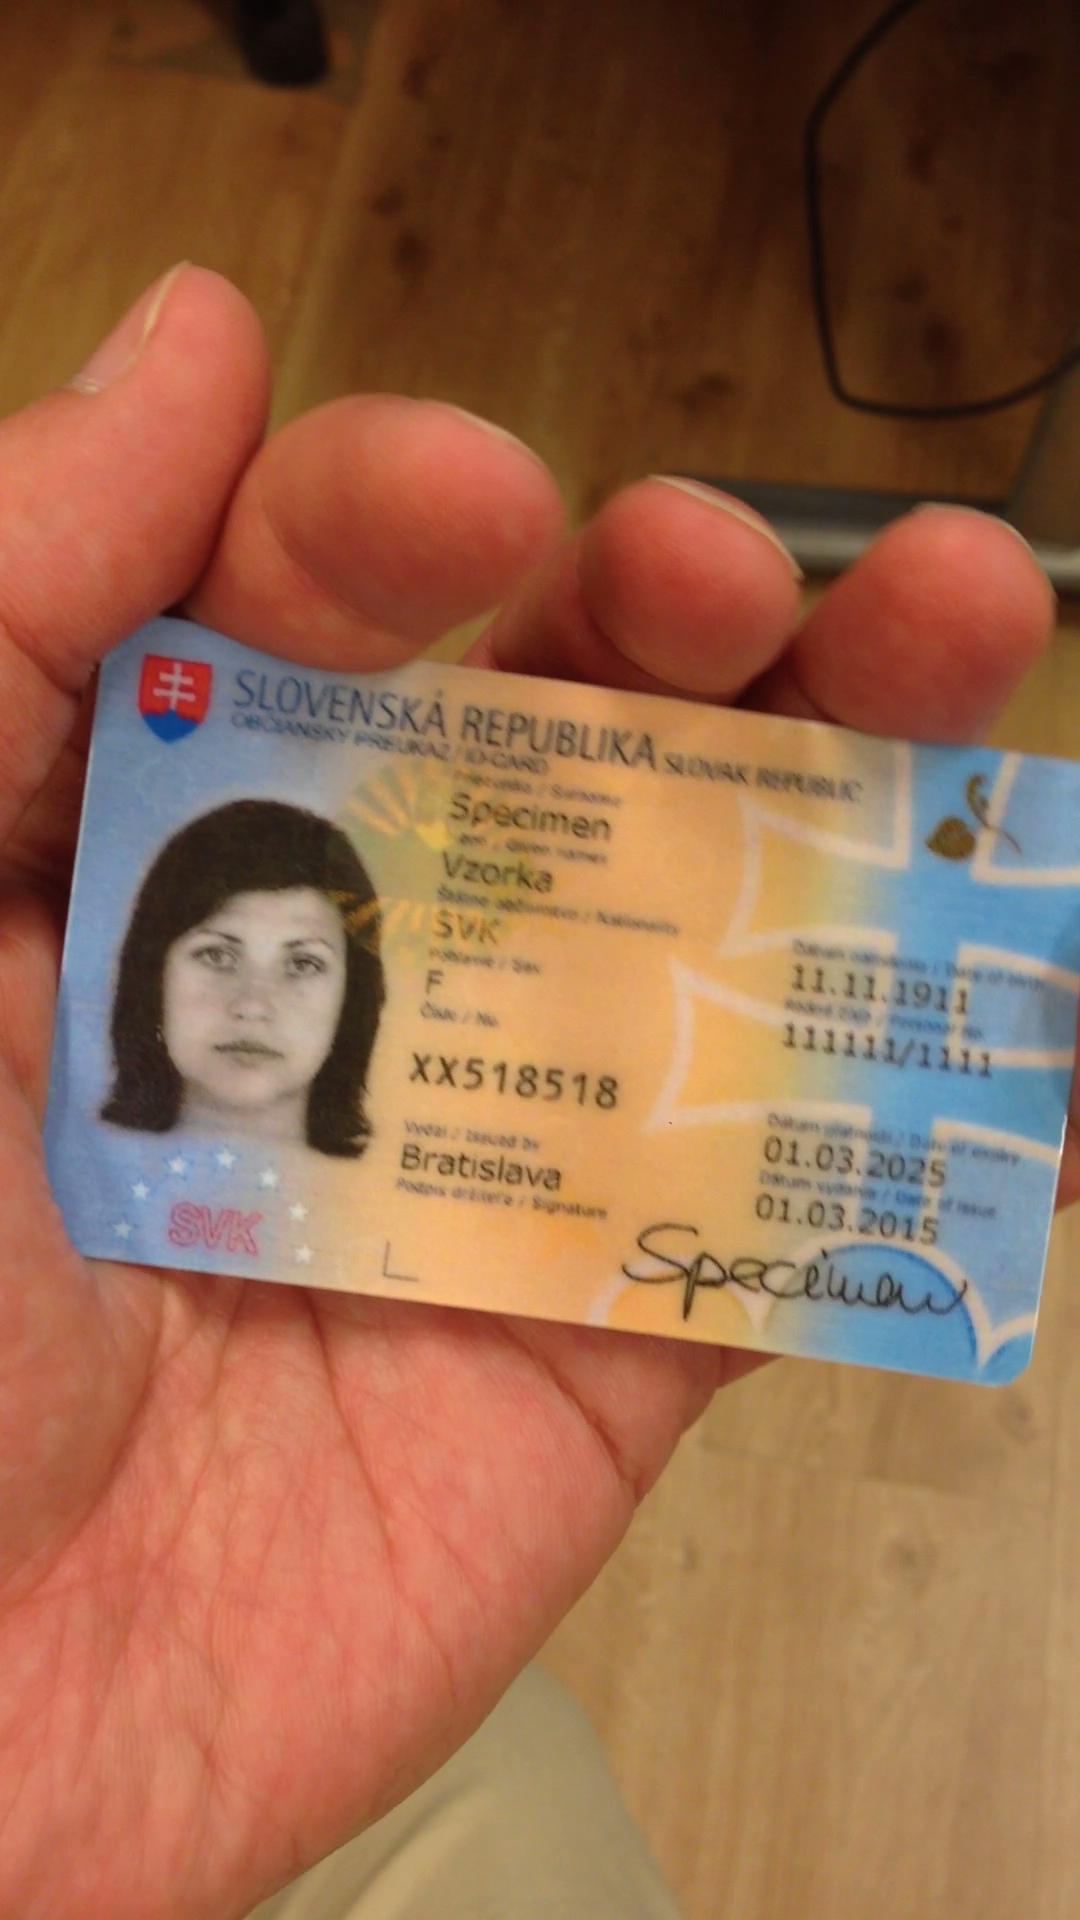 SLOVENSKÁ REPUBLIKA SLOVAK REPUBLIC
OBČIANSKY PREUKAZ / ID-CARD
Priezvisko / Surname
Specimen
given names
Vzorka
Štátne občianstvo / Nationality
SVK
Pohlavie / Sex
F
Číslo / No.
XX518518
Vydal / Issued by
Bratislava
Podpis držiteľa / Signature
Dátum narodenia / Date of birth
11.11.1911
Rodné číslo / Personal No.
111111/1111
Dátum platnosti / Date of expiry
01.03.2025
Dátum vydania / Date of issue
01.03.2015
Specimen
SVK
L